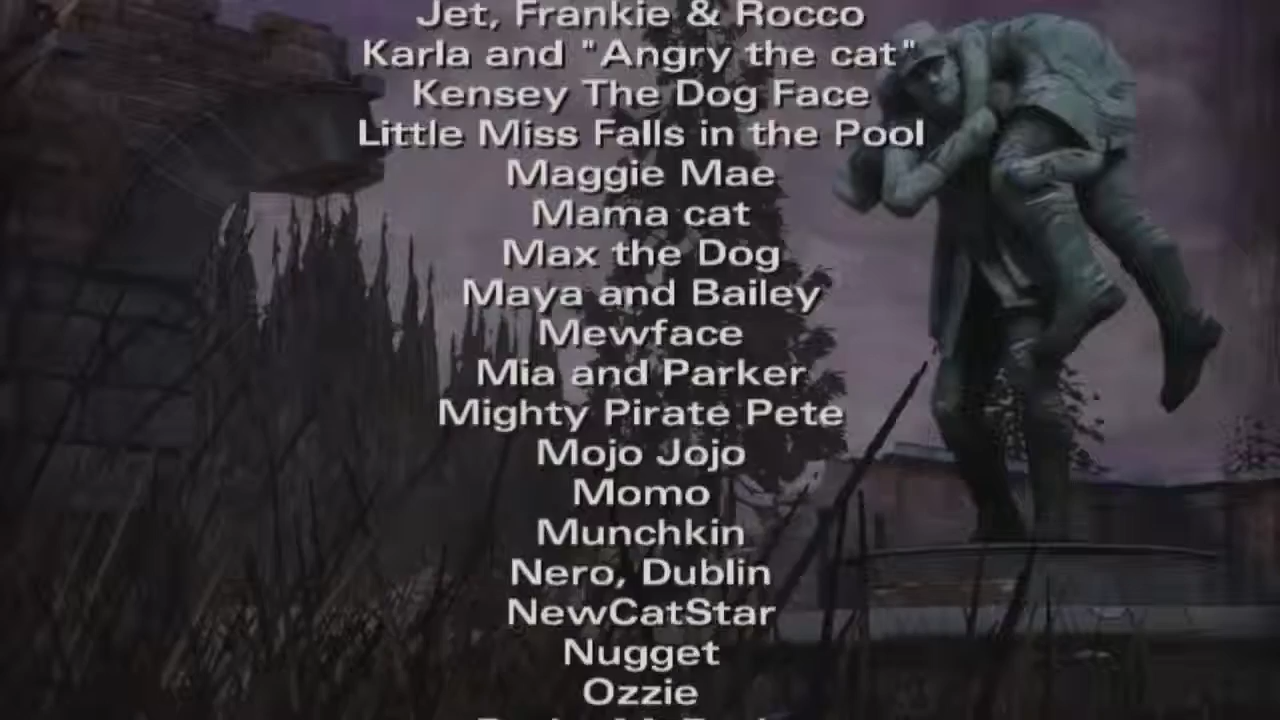 Jet, Frankie & Rocco
Karla and "Angry the cat"
Kensey The Dog Face
Little Miss Falls in the Pool
Maggie Mae
Mama cat
Max the Dog
Maya and Bailey
Mewface
Mia and Parker
Mighty Pirate Pete
Mojo Jojo
Momo
Munchkin
Nero, Dublin
NewCatStar
Nugget
Ozzie